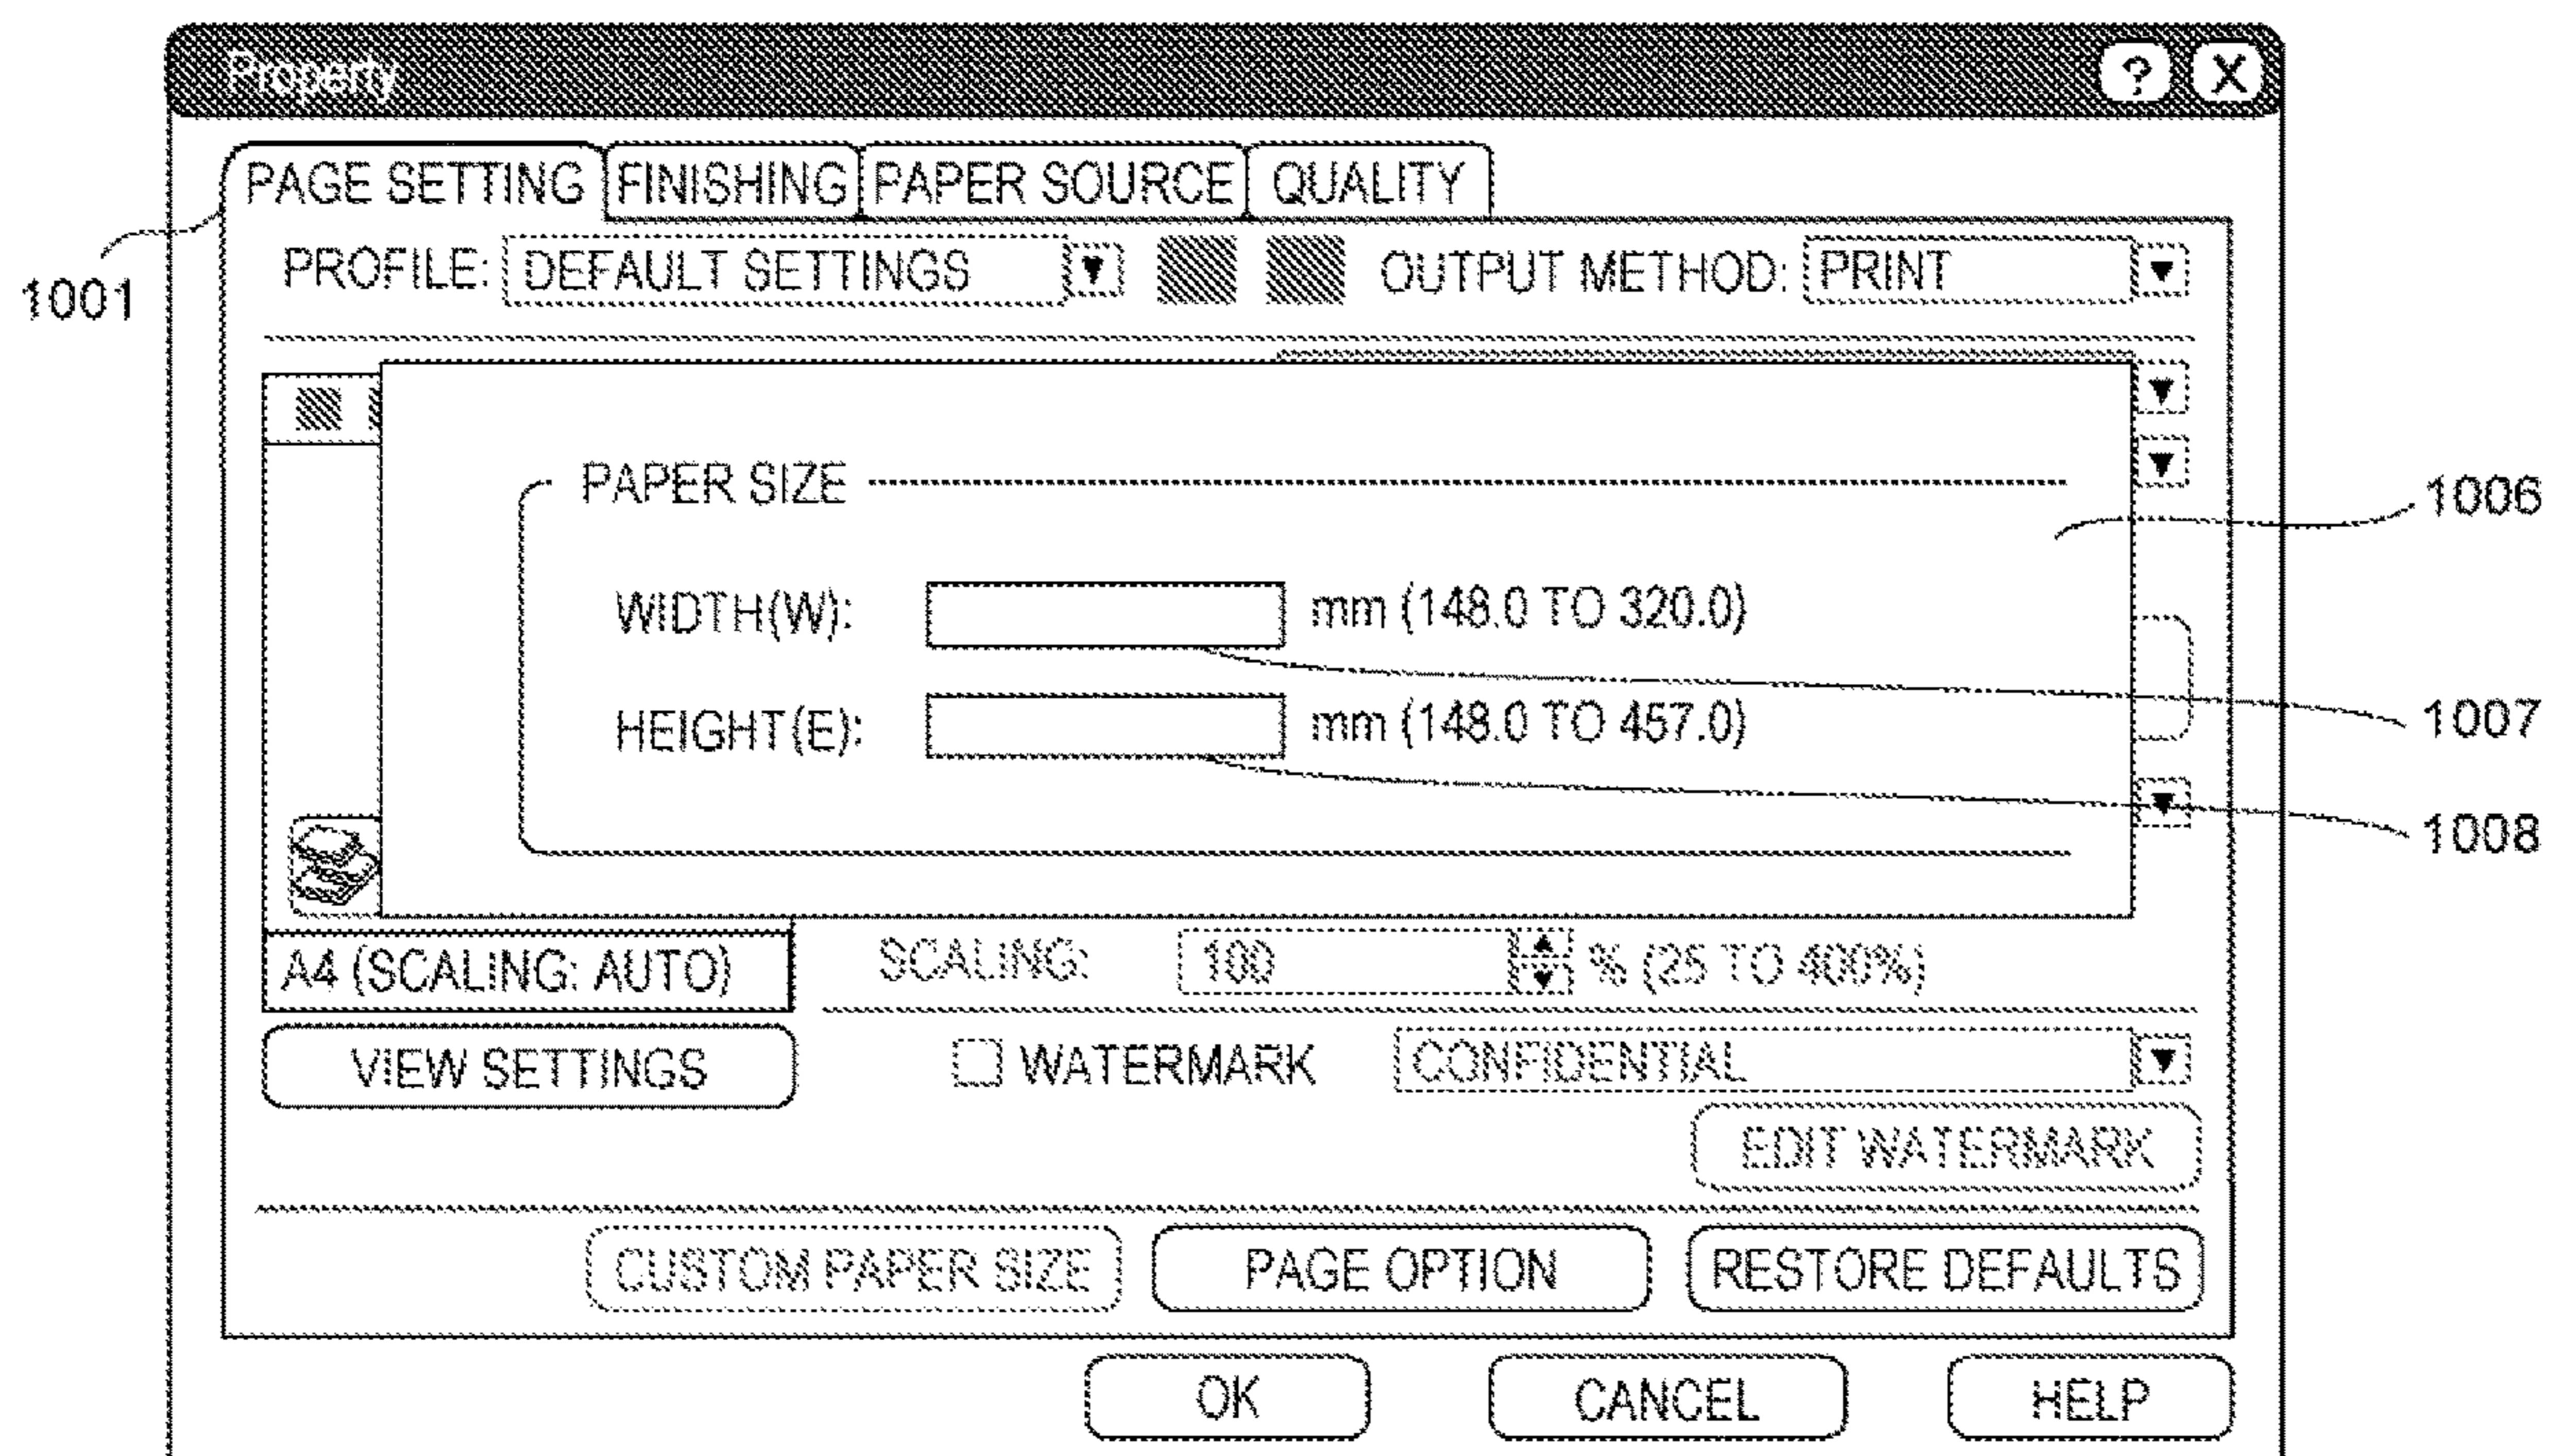 Property ? X
PAGE SETTING FINISHING PAPER SOURCE QUALITY
1001
PROFILE: DEFAULT SETTINGS OUTPUT METHOD: PRINT
PAPER SIZE
1006
WIDTH(W): mm (148.0 TO 320.0)
1007
HEIGHT(E): mm (148.0 TO 457.0)
1008
A4 (SCALING: AUTO) SCALING: 100 % (25 TO 400%)
VIEW SETTINGS WATERMARK CONFIDENTIAL
EDIT WATERMARK
CUSTOM PAPER SIZE PAGE OPTION RESTORE DEFAULTS
OK CANCEL HELP